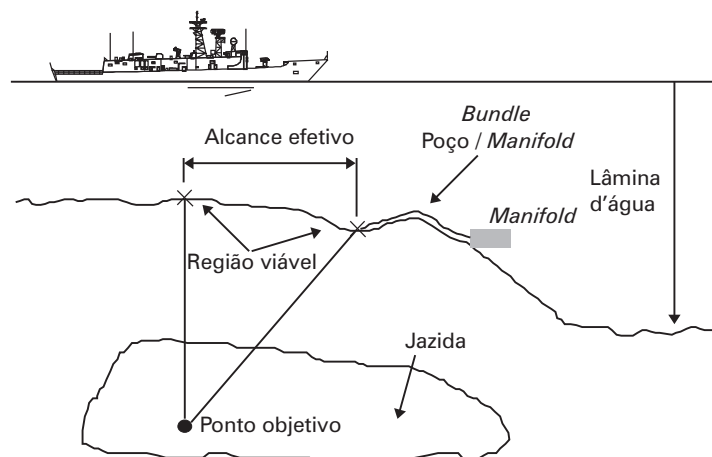 Alcance efetivo
Bundle
Poço / Manifold
Lâmina
d'água
Manifold
Região viável
Jazida
Ponto objetivo